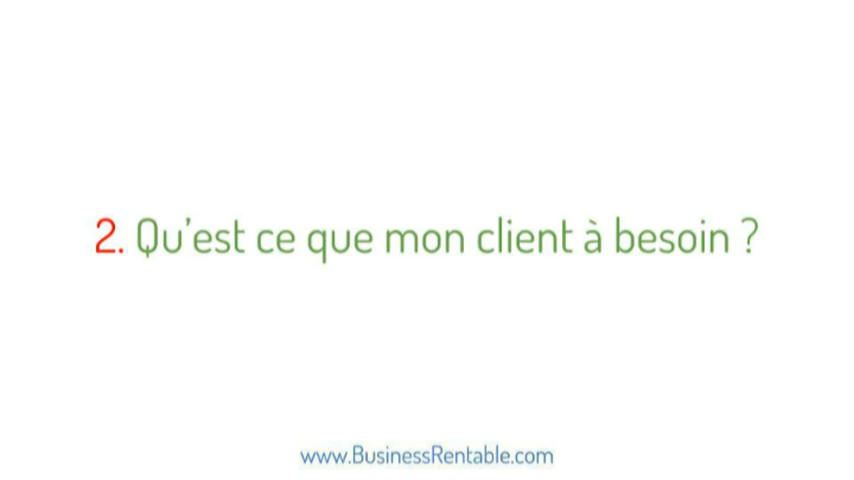 2. Qu'est ce que mon client à besoin ?
www.BusinessRentable.com